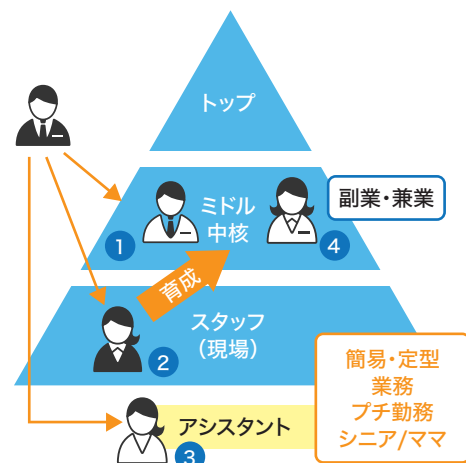 トップ
ミドル
中核
副業・兼業
1
4
育成
スタッフ
（現場）
2
簡易・定型
業務
プチ勤務
シニア/ママ
アシスタント
3